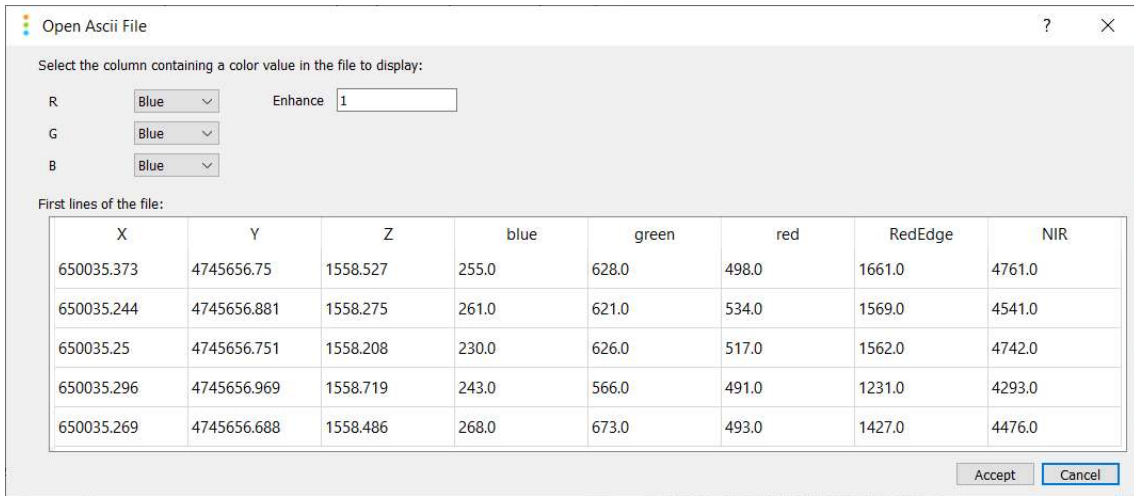 Open Ascii File ? ×
Select the column containing a color value in the file to display:
R Blue Enhance 1
G Blue
B Blue
First lines of the file:
X Y Z blue green red RedEdge NIR
650035.373 4745656.75 1558.527 255.0 628.0 498.0 1661.0 4761.0
650035.244 4745656.881 1558.275 261.0 621.0 534.0 1569.0 4541.0
650035.25 4745656.751 1558.208 230.0 626.0 517.0 1562.0 4742.0
650035.296 4745656.969 1558.719 243.0 566.0 491.0 1231.0 4293.0
650035.269 4745656.688 1558.486 268.0 673.0 493.0 1427.0 4476.0
Accept Cancel